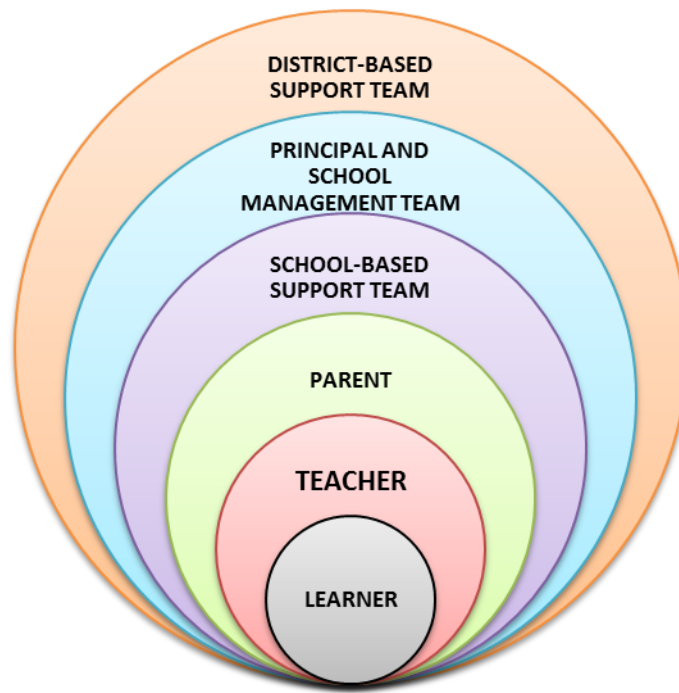 DISTRICT-BASED
SUPPORT TEAM
PRINCIPAL AND
SCHOOL
MANAGEMENT TEAM
SCHOOL-BASED
SUPPORT TEAM
PARENT
TEACHER
LEARNER